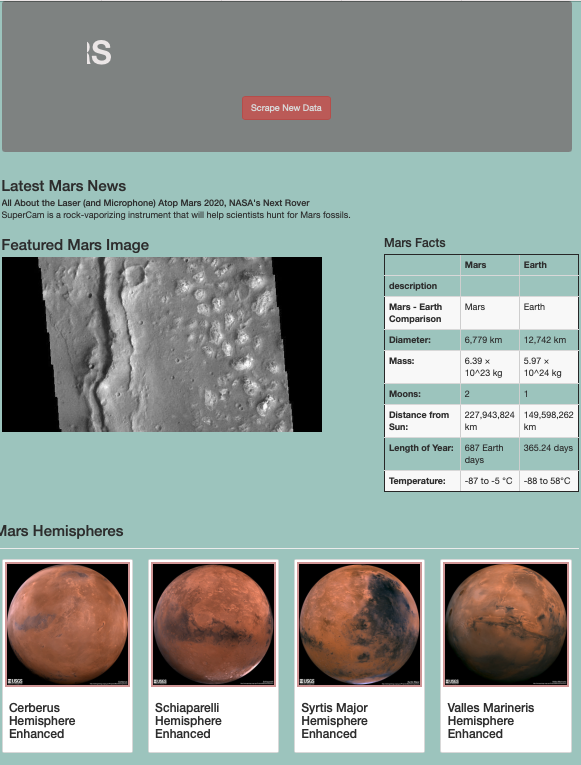 RS
Scrape New Data
Latest Mars News
All About the Laser (and Microphone) Atop Mars 2020, NASA's Next Rover
SuperCam is a rock-vaporizing instrument that will help scientists hunt for Mars fossils.
Featured Mars Image
Mars Facts
Mars Earth
description
Mars - Earth Comparison Mars Earth
Diameter: 6,779 km 12,742 km
Mass: 6.39 × 10^23 kg 5.97 × 10^24 kg
Moons: 2 1
Distance from Sun: 227,943,824 km 149,598,262 km
Length of Year: 687 Earth days 365.24 days
Temperature: -87 to -5 °C -88 to 58°C
Mars Hemispheres
USGS
USGS
USGS
USGS
Cerberus
Hemisphere
Enhanced
Schiaparelli
Hemisphere
Enhanced
Syrtis Major
Hemisphere
Enhanced
Valles Marineris
Hemisphere
Enhanced